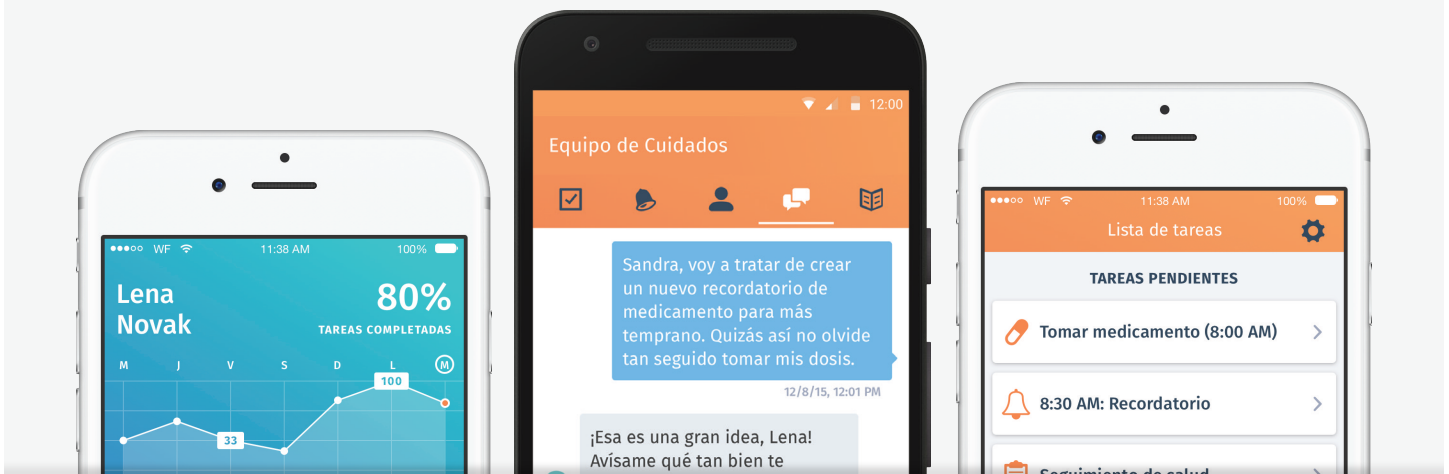 WF 11:38 AM 100%
Lena
Novak
80%
TAREAS COMPLETADAS
M J V S D L M
100
33
12:00
Equipo de Cuidados
Sandra, voy a tratar de crear
un nuevo recordatorio de
medicamento para más
temprano. Quizás así no olvide
tan seguido tomar mis dosis.
12/8/15, 12:01 PM
¡Esa es una gran idea, Lena!
Avísame qué tan bien te
WF 11:38 AM 100%
Lista de tareas
TAREAS PENDIENTES
Tomar medicamento (8:00 AM)
8:30 AM: Recordatorio
Seguimiento de salud